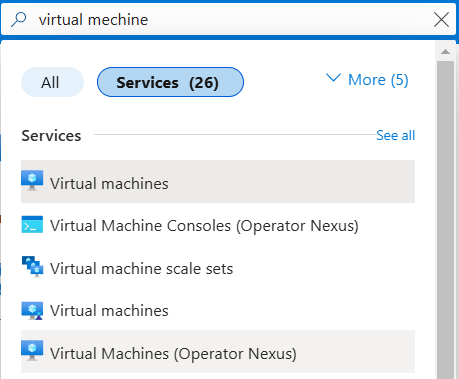 virtual mechine
All
Services (26)
More (5)
Services
See all
Virtual machines
Virtual Machine Consoles (Operator Nexus)
Virtual machine scale sets
Virtual machines
Virtual Machines (Operator Nexus)